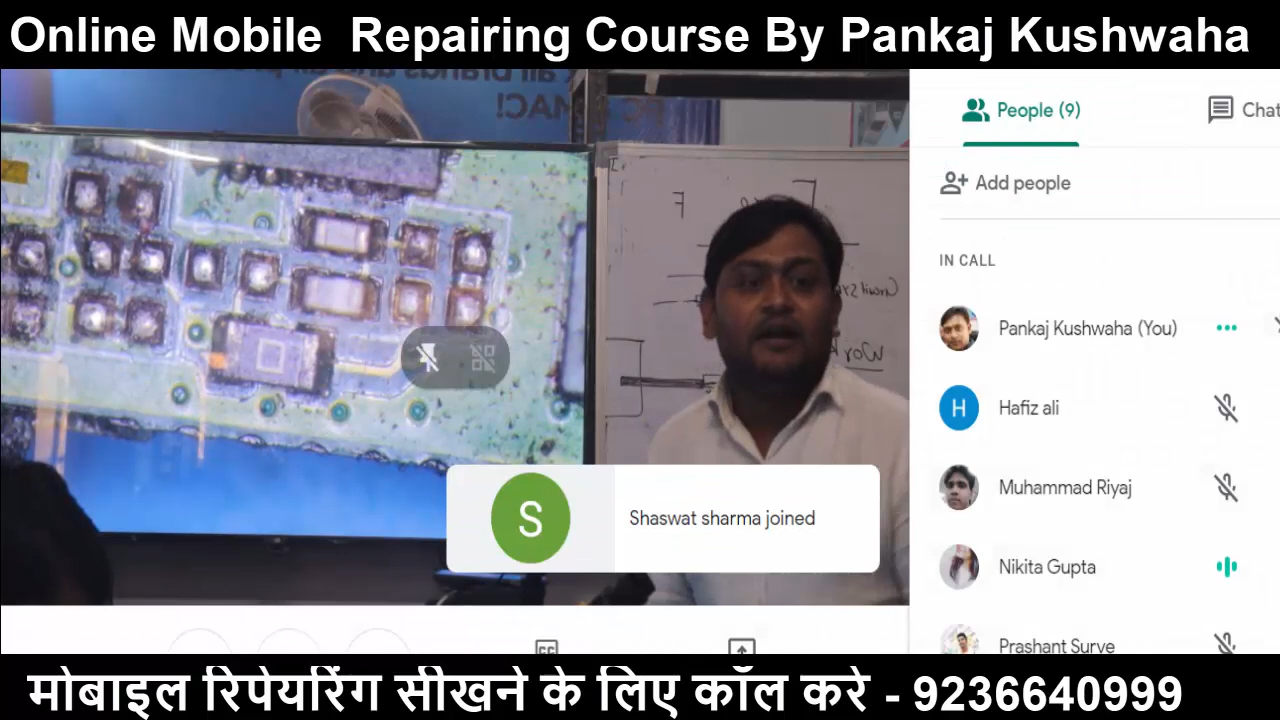 Online Mobile Repairing Course By Pankaj Kushwaha
People (9)
Chat
Add people
IN CALL
Pankaj Kushwaha (You)
H
Hafiz ali
Muhammad Riyaj
Nikita Gupta
Prashant Surve
S
Shaswat sharma joined
F
CC
मोबाइल रिपेयरिंग सीखने के लिए कॉल करे - 9236640999